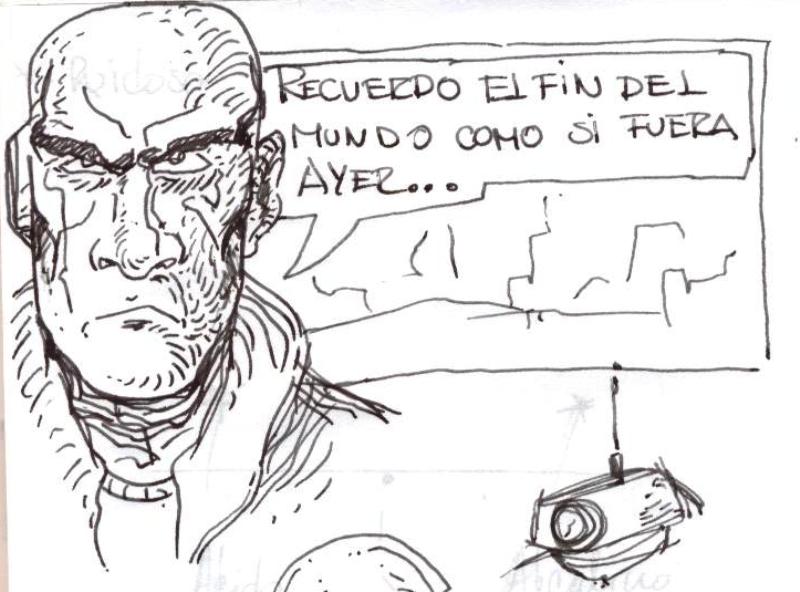 RECUERDO EL FIN DEL
MUNDO COMO SI FUERA
AYER...